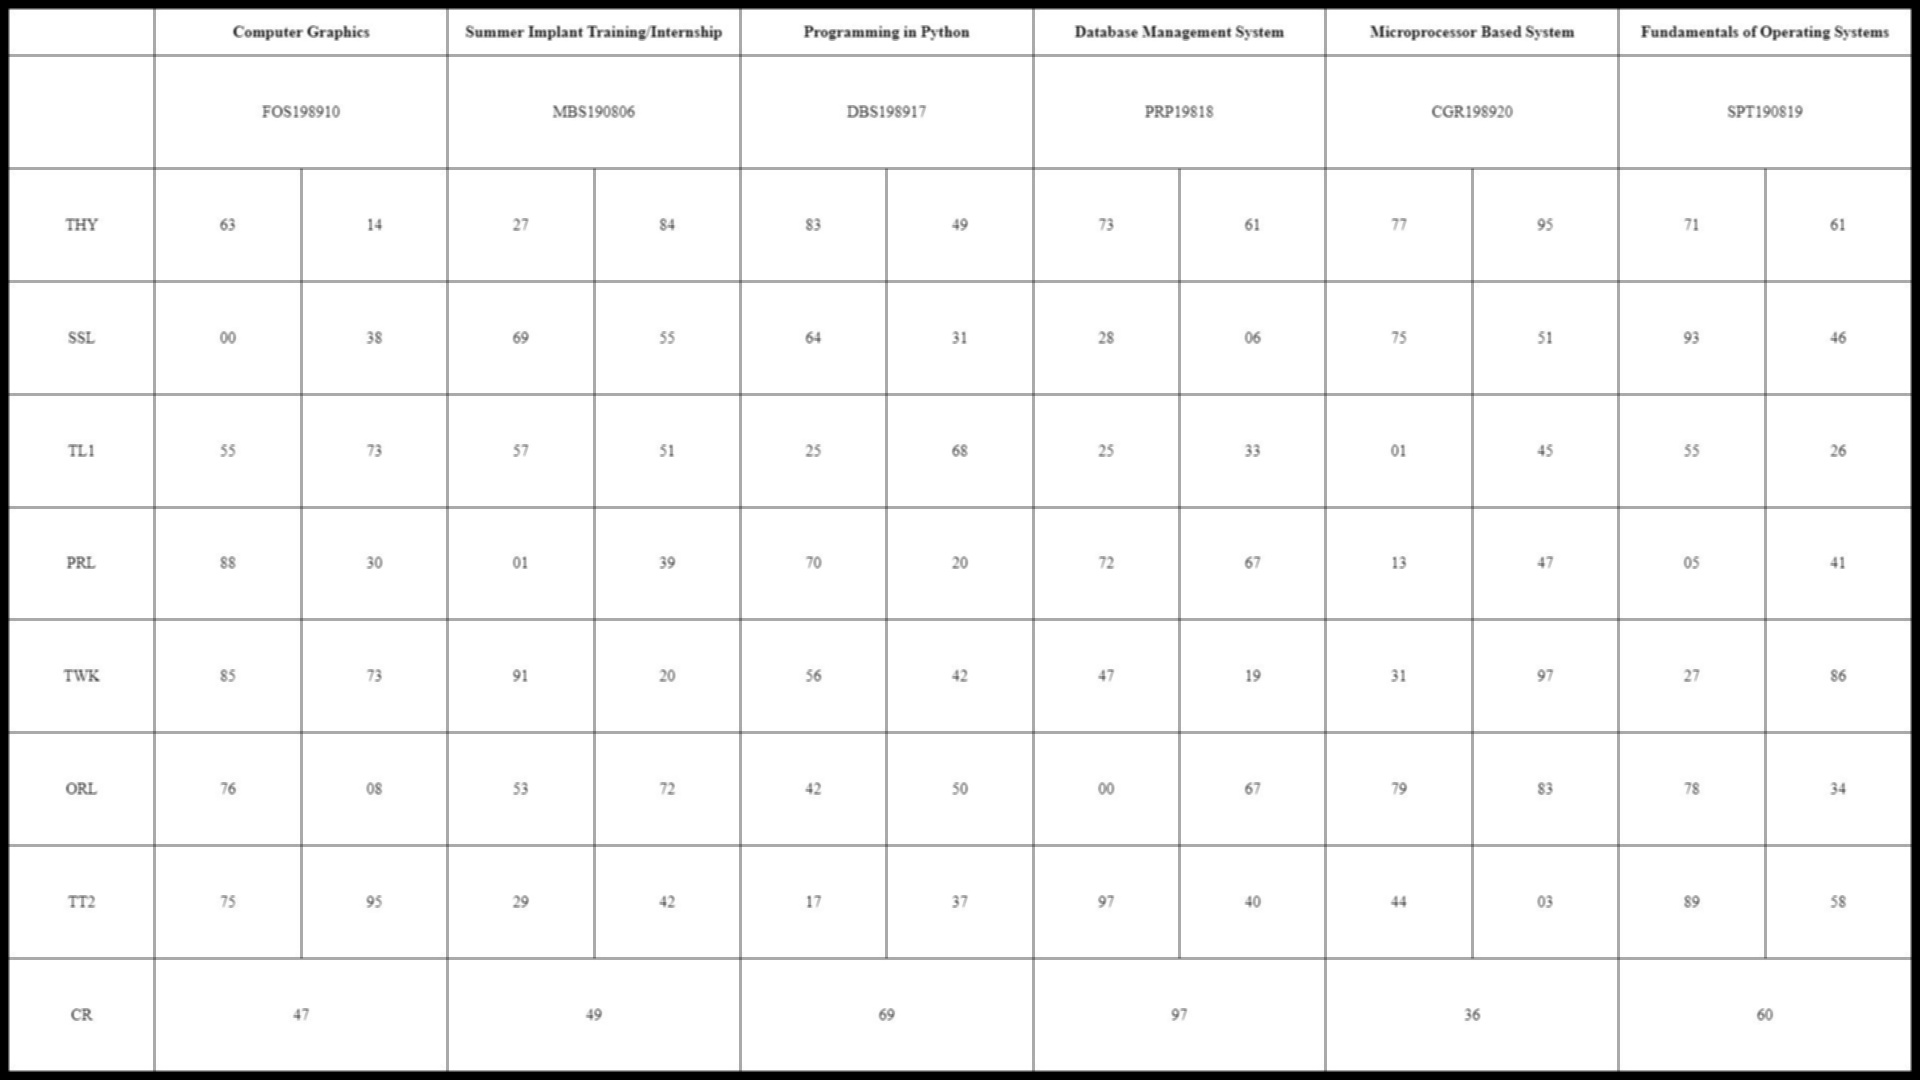 Computer Graphics Summer Implant Training/Internship Programming in Python Database Management System Microprocessor Based System Fundamentals of Operating Systems
FOS198910 MBS190806 DBS198917 PRP19818 CGR198920 SPT190819
THY 63 14 27 84 83 49 73 61 77 95 71 61
SSL 00 38 69 55 64 31 28 06 75 51 93 46
TL1 55 73 57 51 25 68 25 33 01 45 55 26
PRL 88 30 01 39 70 20 72 67 13 47 05 41
TWK 85 73 91 20 56 42 47 19 31 97 27 86
ORL 76 08 53 72 42 50 00 67 79 83 78 34
TT2 75 95 29 42 17 37 97 40 44 03 89 58
CR 47 49 69 97 36 60